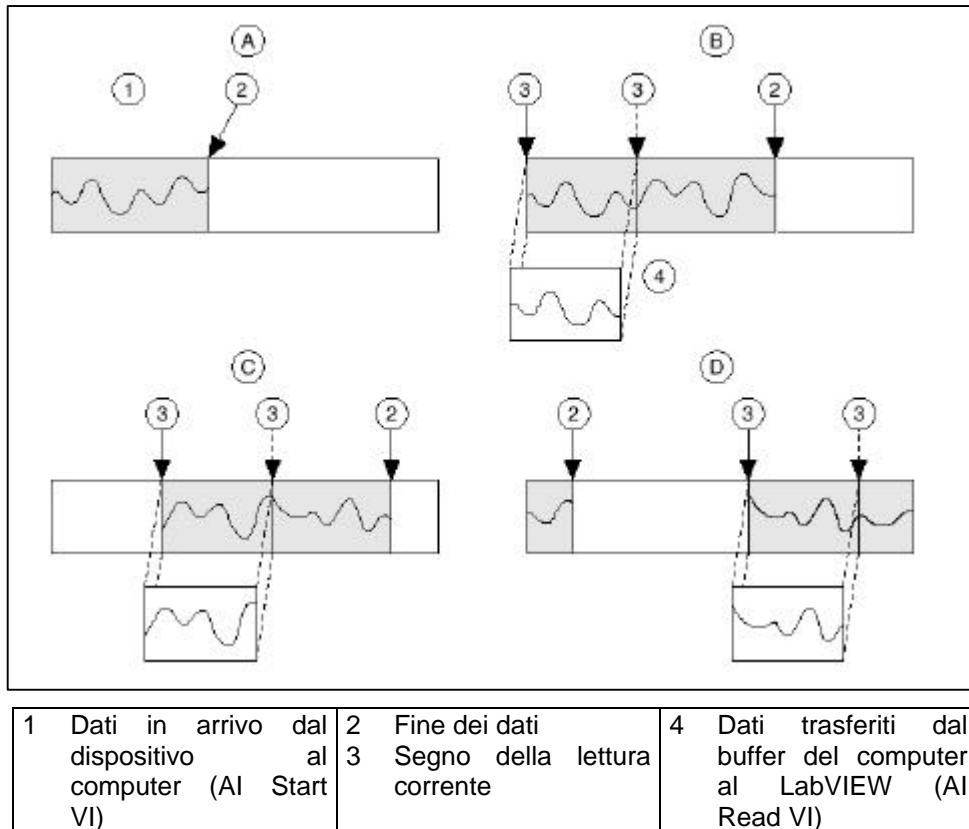 A
B
1
2
3
3
2
4
C
D
3
3
2
2
3
3
1 Dati in arrivo dal
dispositivo al
computer (AI Start
VI)
2 Fine dei dati
3 Segno della lettura
corrente
4 Dati trasferiti dal
buffer del computer
al LabVIEW (AI
Read VI)